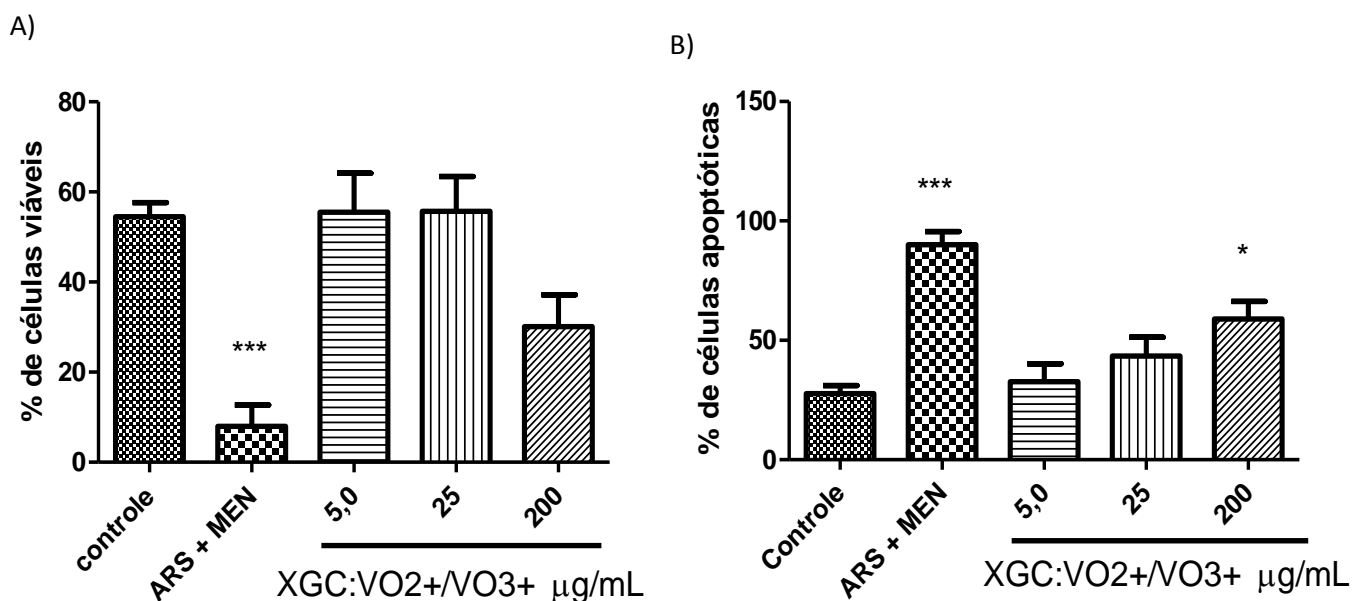 A)
% de células viáveis
80
60
40
20
0
***
controle
ARS + MEN
5,0
25
200
XGC:VO2+/VO3+ μg/mL
B)
% de células apoptóticas
150
100
50
0
***
*
Controle
ARS + MEN
5,0
25
200
XGC:VO2+/VO3+ μg/mL